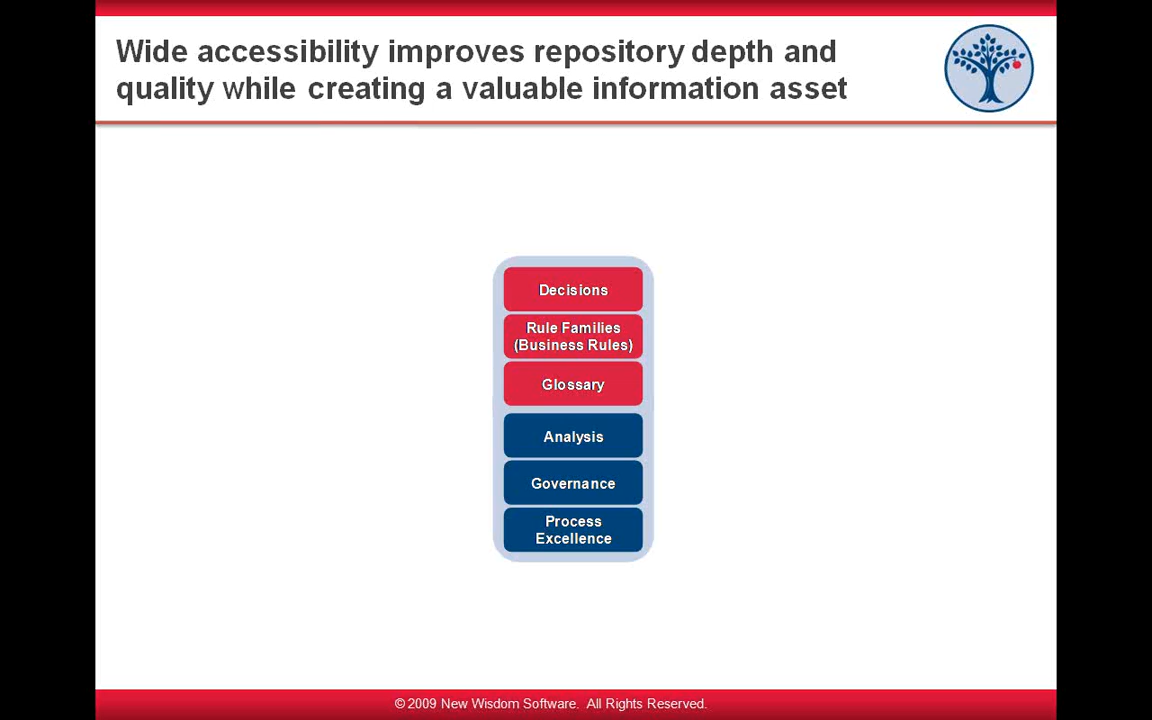 Wide accessibility improves repository depth and
quality while creating a valuable information asset
Decisions
Rule Families
(Business Rules)
Glossary
Analysis
Governance
Process
Excellence
© 2009 New Wisdom Software. All Rights Reserved.